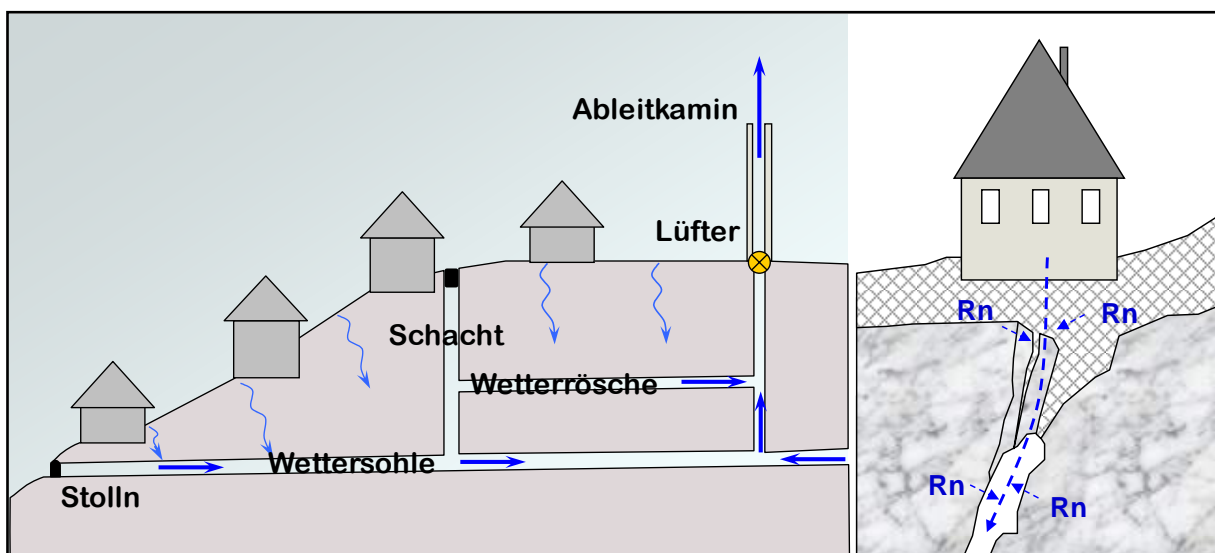 Ableitkamin
Lüfter
Schacht
Wetterrösche
Wettersohle
Stolln
Rn
Rn
Rn
Rn